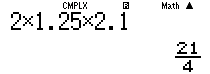 CMPLX R Math ▲
2×1.25×2.1
21/4